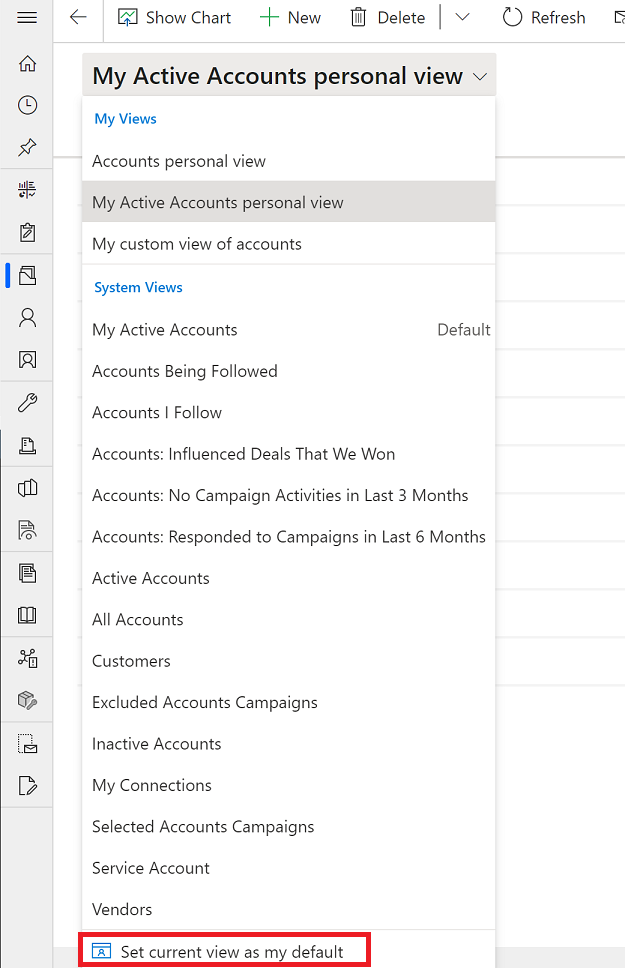 Show Chart New Delete Refresh
My Active Accounts personal view
My Views
Accounts personal view
My Active Accounts personal view
My custom view of accounts
System Views
My Active Accounts Default
Accounts Being Followed
Accounts I Follow
Accounts: Influenced Deals That We Won
Accounts: No Campaign Activities in Last 3 Months
Accounts: Responded to Campaigns in Last 6 Months
Active Accounts
All Accounts
Customers
Excluded Accounts Campaigns
Inactive Accounts
My Connections
Selected Accounts Campaigns
Service Account
Vendors
Set current view as my default